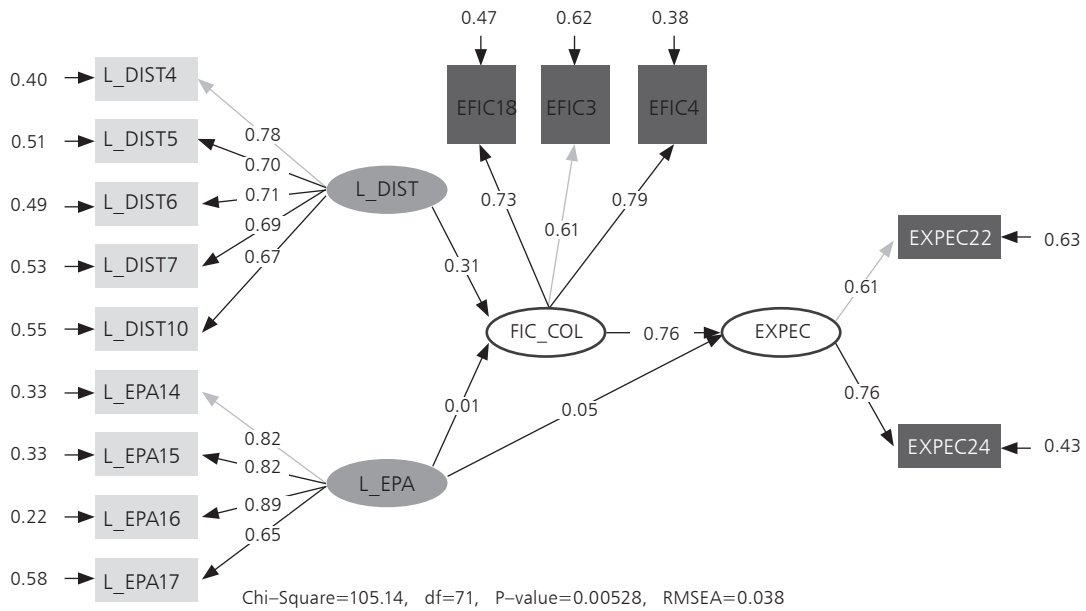 0.47 0.62 0.38
0.40 L_DIST4 EFIC18 EFIC3 EFIC4
0.78
0.51 L_DIST5
0.70
0.49 L_DIST6 0.71 L_DIST 0.73 0.61 0.79
0.69
0.53 L_DIST7
0.67 0.31
0.55 L_DIST10
FIC_COL 0.76 EXPEC
EXPEC22 0.63
0.61
0.76
EXPEC24 0.43
0.33 L_EPA14
0.82 0.01 0.05
0.33 L_EPA15
0.82
L_EPA
0.22 L_EPA16 0.89
0.65
0.58 L_EPA17
Chi–Square=105.14, df=71, P–value=0.00528, RMSEA=0.038